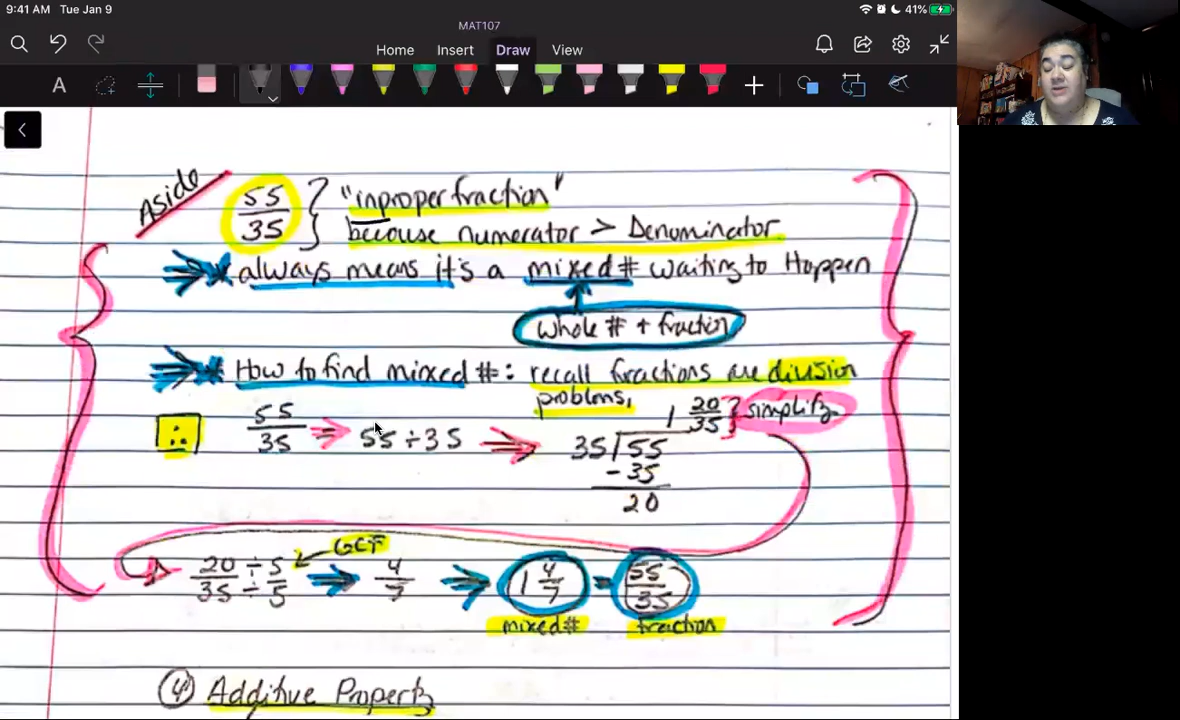 9:41 AM Tue Jan 9
41%
MAT107
Home Insert Draw View
A
Aside 55/35 } "inproper fraction"
because numerator > Denominator
* always means it's a mixed # waiting to Happen
whole # + fraction
* How to find mixed #: recall fractions are division
problems,
∴ 55/35 ⇒ 55 ÷ 35 ⇒ 35 55 1 20/35 } simplify
-35
20
GCF
20/35 ÷ 5/5 ⇒ 4/7 ⇒ 1 4/7 = 55/35
mixed # fraction
④ Additive Property